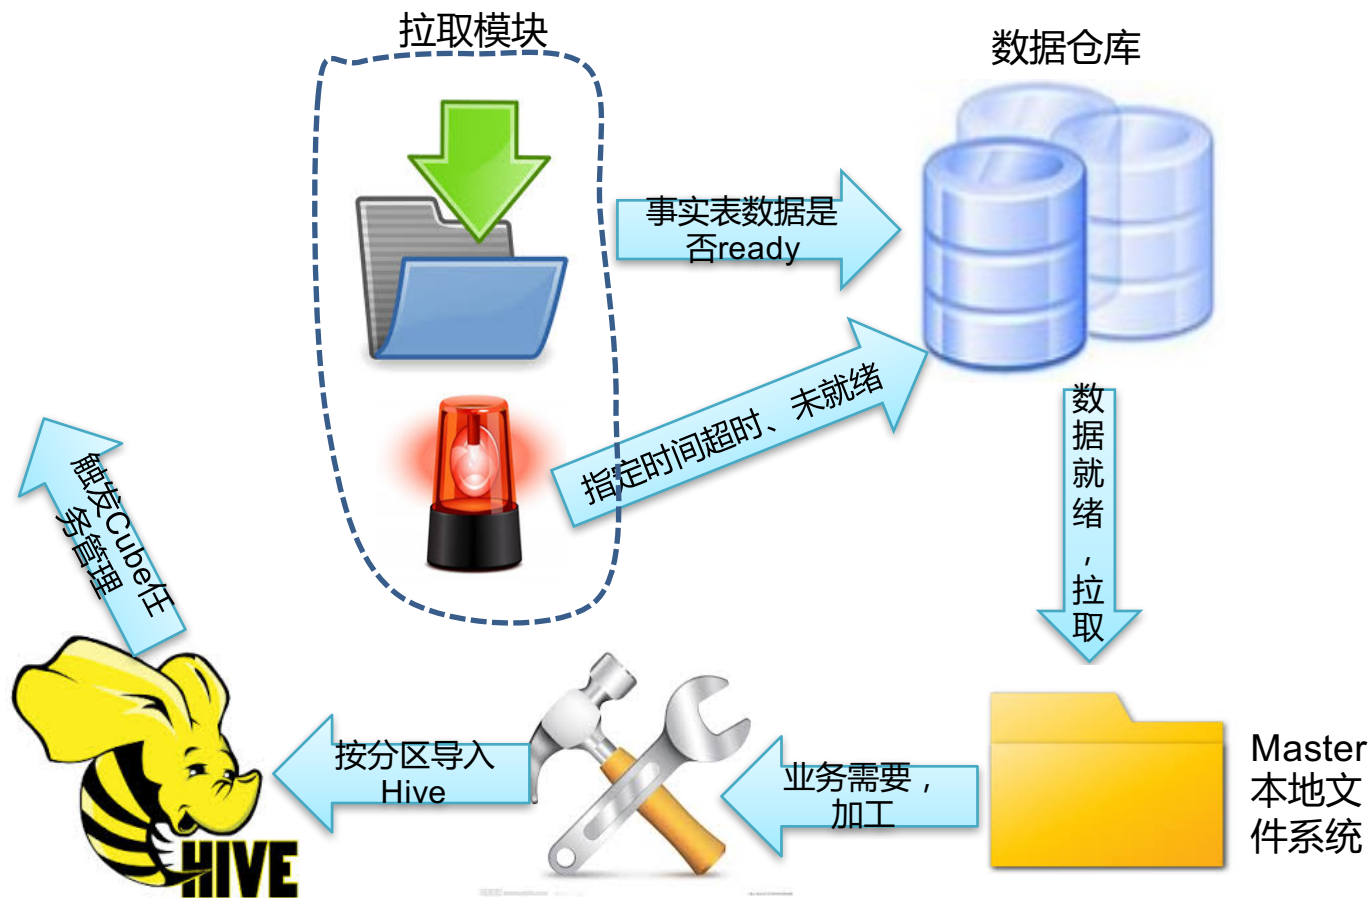 拉取模块
数据仓库
事实表数据是
否ready
指定时间超时、未就绪
数
据
就
绪
，
拉
取
触发Cube任
务管理
Master
本地文
件系统
业务需要，
加工
按分区导入
Hive
HIVE